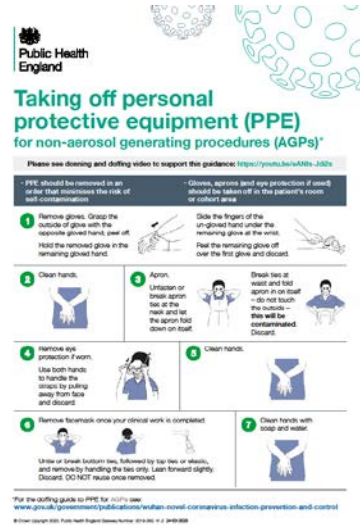 Public Health
England
Taking off personal
protective equipment (PPE)
for non-aerosol generating procedures (AGPs)*
Please see donning and doffing video to support this guidance: https://youtu.be/
• PPE should be removed in an
order that minimises the risk of
self-contamination
• Gloves, aprons (and eye protection if used)
should be taken off in the patient's room
or cohort area
1
Remove gloves. Grasp the
outside of glove with the
opposite gloved hand; peel off.
Hold the removed glove in the
remaining gloved hand.
Slide the fingers of the
un-gloved hand under the
remaining glove at the wrist.
Peel the remaining glove off
over the first glove and discard.
2
Clean hands.
3
Apron.
Unfasten or
break apron
ties at the
neck and let
the apron fold
down on itself.
Break ties at
waist and fold
apron in on itself
– do not touch
the outside –
this will be
contaminated.
Discard.
4
Remove eye
protection if worn.
Use both hands
to handle the
straps by pulling
away from face
and discard.
5
Clean hands.
6
Remove facemask once your clinical work is completed.
Untie or break bottom ties, followed by top ties or elastic,
and remove by handling the ties only. Lean forward slightly.
Discard. DO NOT reuse once removed.
7
Clean hands with
soap and water.
*For the doffing guide to PPE for AGPs see:
www.gov.uk/government/publications/wuhan-novel-coronavirus-infection-prevention-and-control
© Crown copyright 2020. Public Health England Gateway Number